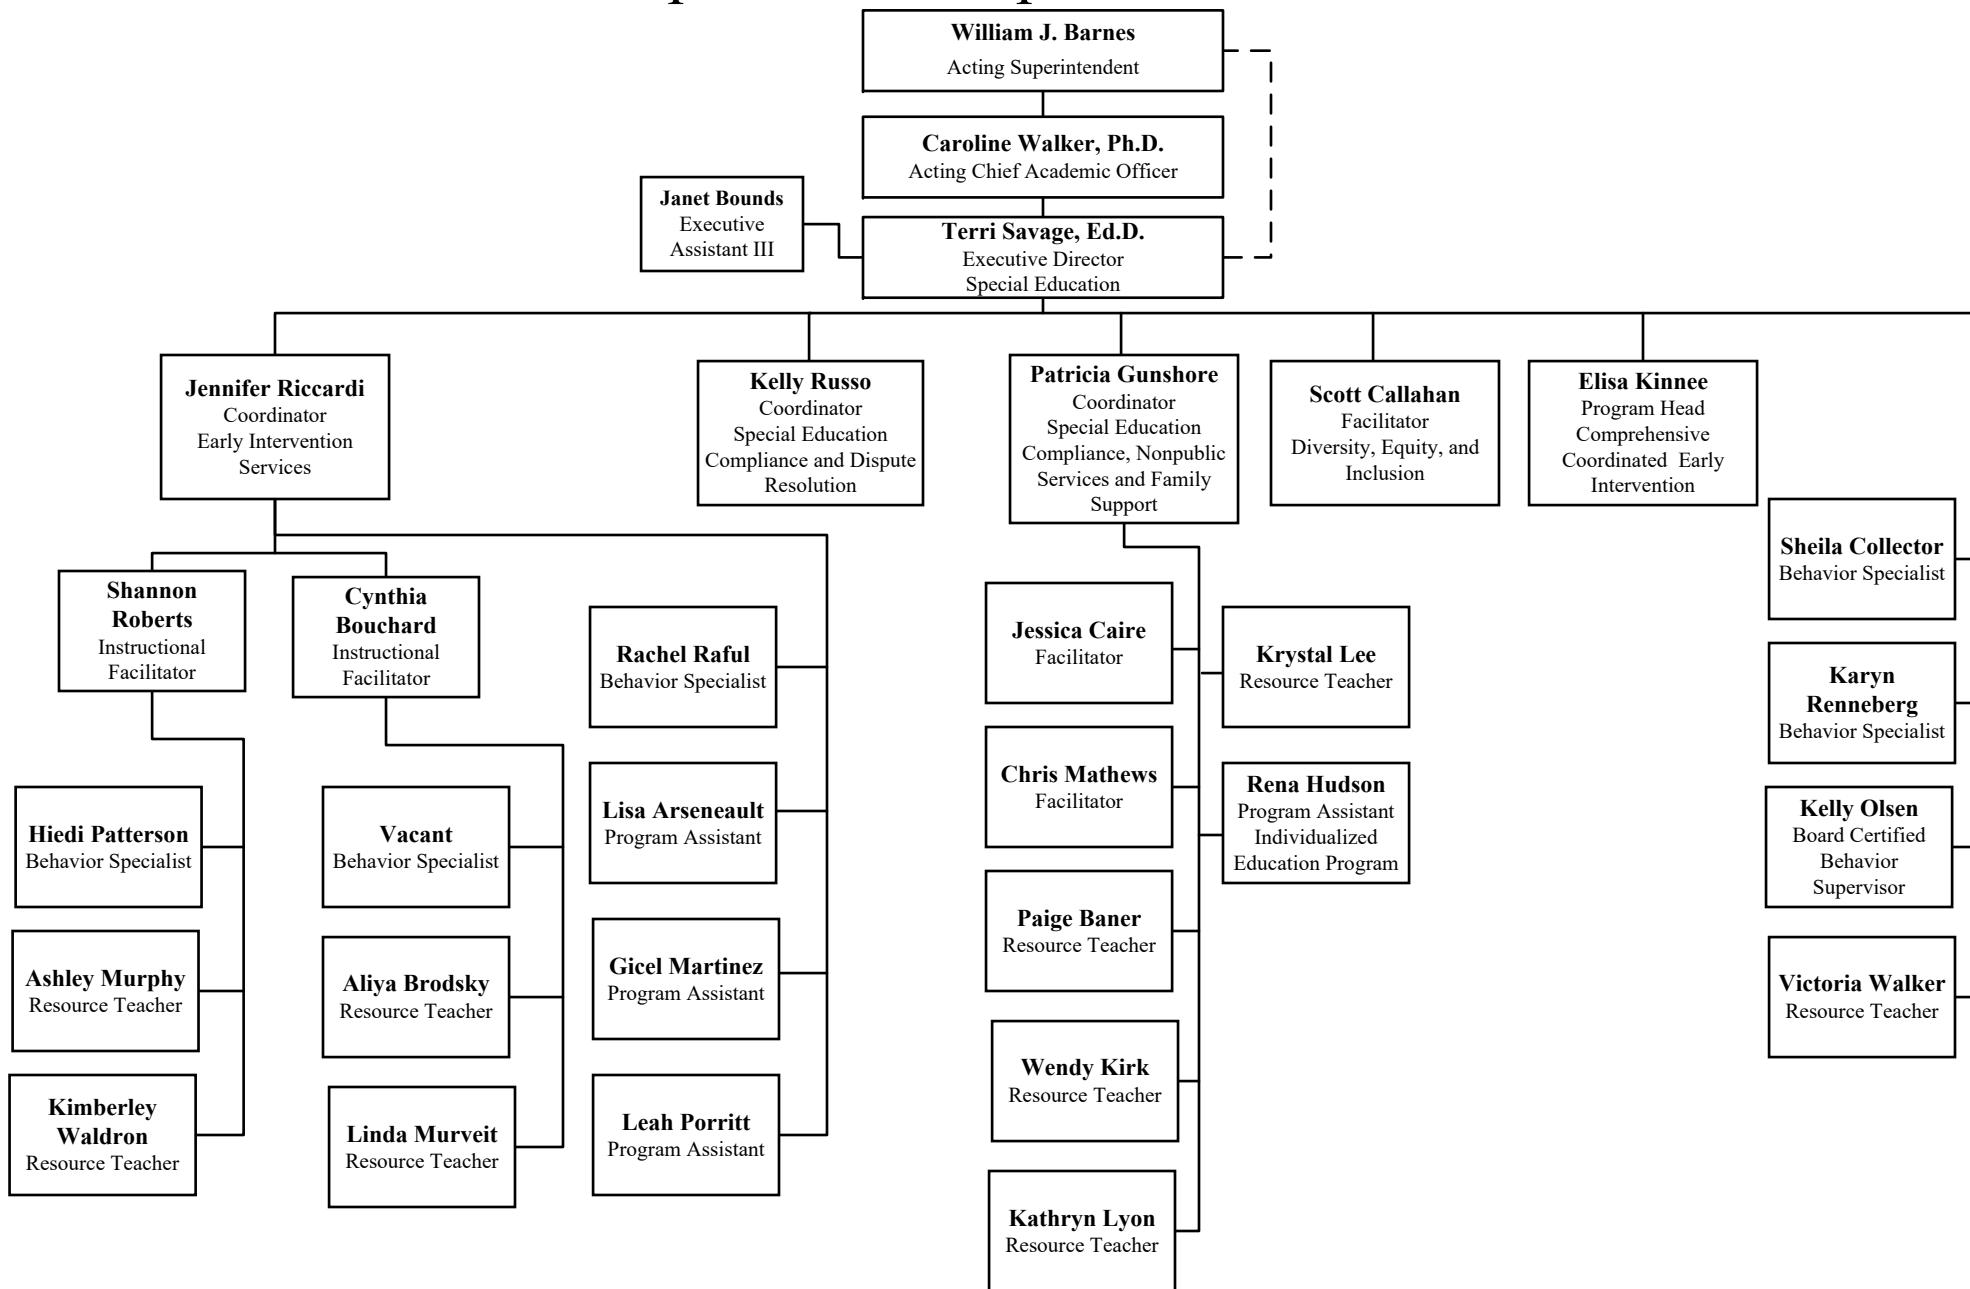 William J. Barnes
Acting Superintendent
Caroline Walker, Ph.D.
Acting Chief Academic Officer
Janet Bounds
Executive
Assistant III
Terri Savage, Ed.D.
Executive Director
Special Education
Jennifer Riccardi
Coordinator
Early Intervention
Services
Kelly Russo
Coordinator
Special Education
Compliance and Dispute
Resolution
Patricia Gunshore
Coordinator
Special Education
Compliance, Nonpublic
Services and Family
Support
Scott Callahan
Facilitator
Diversity, Equity, and
Inclusion
Elisa Kinnee
Program Head
Comprehensive
Coordinated Early
Intervention
Shannon
Roberts
Instructional
Facilitator
Cynthia
Bouchard
Instructional
Facilitator
Hiedi Patterson
Behavior Specialist
Ashley Murphy
Resource Teacher
Kimberley
Waldron
Resource Teacher
Vacant
Behavior Specialist
Aliya Brodsky
Resource Teacher
Linda Murveit
Resource Teacher
Rachel Raful
Behavior Specialist
Lisa Arseneault
Program Assistant
Gicel Martinez
Program Assistant
Leah Porritt
Program Assistant
Jessica Caire
Facilitator
Chris Mathews
Facilitator
Paige Baner
Resource Teacher
Wendy Kirk
Resource Teacher
Kathryn Lyon
Resource Teacher
Krystal Lee
Resource Teacher
Rena Hudson
Program Assistant
Individualized
Education Program
Sheila Collector
Behavior Specialist
Karyn
Renneberg
Behavior Specialist
Kelly Olsen
Board Certified
Behavior
Supervisor
Victoria Walker
Resource Teacher